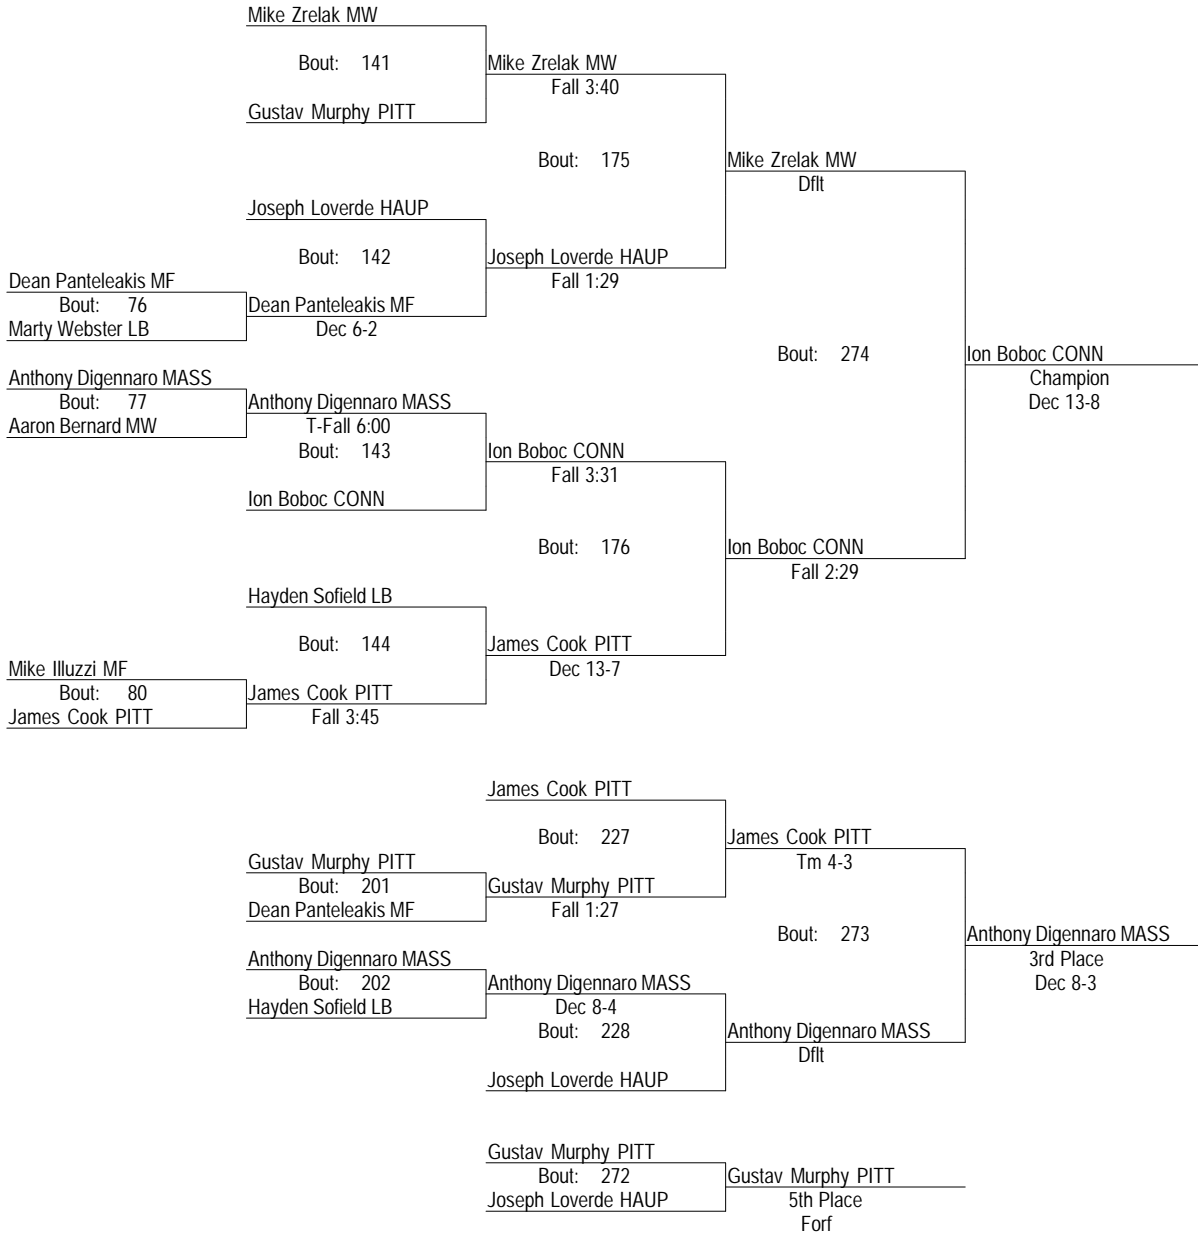 Mike Zrelak MW
Bout: 141
Mike Zrelak MW
Fall 3:40
Gustav Murphy PITT
Bout: 175
Mike Zrelak MW
Dflt
Joseph Loverde HAUP
Bout: 142
Joseph Loverde HAUP
Fall 1:29
Dean Panteleakis MF
Bout: 76
Dean Panteleakis MF
Marty Webster LB
Dec 6-2
Bout: 274
Ion Boboc CONN
Champion
Dec 13-8
Anthony Digennaro MASS
Bout: 77
Anthony Digennaro MASS
Aaron Bernard MW
T-Fall 6:00
Bout: 143
Ion Boboc CONN
Fall 3:31
Ion Boboc CONN
Bout: 176
Ion Boboc CONN
Fall 2:29
Hayden Sofield LB
Bout: 144
James Cook PITT
Dec 13-7
Mike Illuzzi MF
Bout: 80
James Cook PITT
James Cook PITT
Fall 3:45
James Cook PITT
Bout: 227
James Cook PITT
Tm 4-3
Gustav Murphy PITT
Bout: 201
Gustav Murphy PITT
Dean Panteleakis MF
Fall 1:27
Bout: 273
Anthony Digennaro MASS
3rd Place
Dec 8-3
Anthony Digennaro MASS
Bout: 202
Anthony Digennaro MASS
Hayden Sofield LB
Dec 8-4
Bout: 228
Anthony Digennaro MASS
Dflt
Joseph Loverde HAUP
Gustav Murphy PITT
Bout: 272
Gustav Murphy PITT
Joseph Loverde HAUP
5th Place
Forf